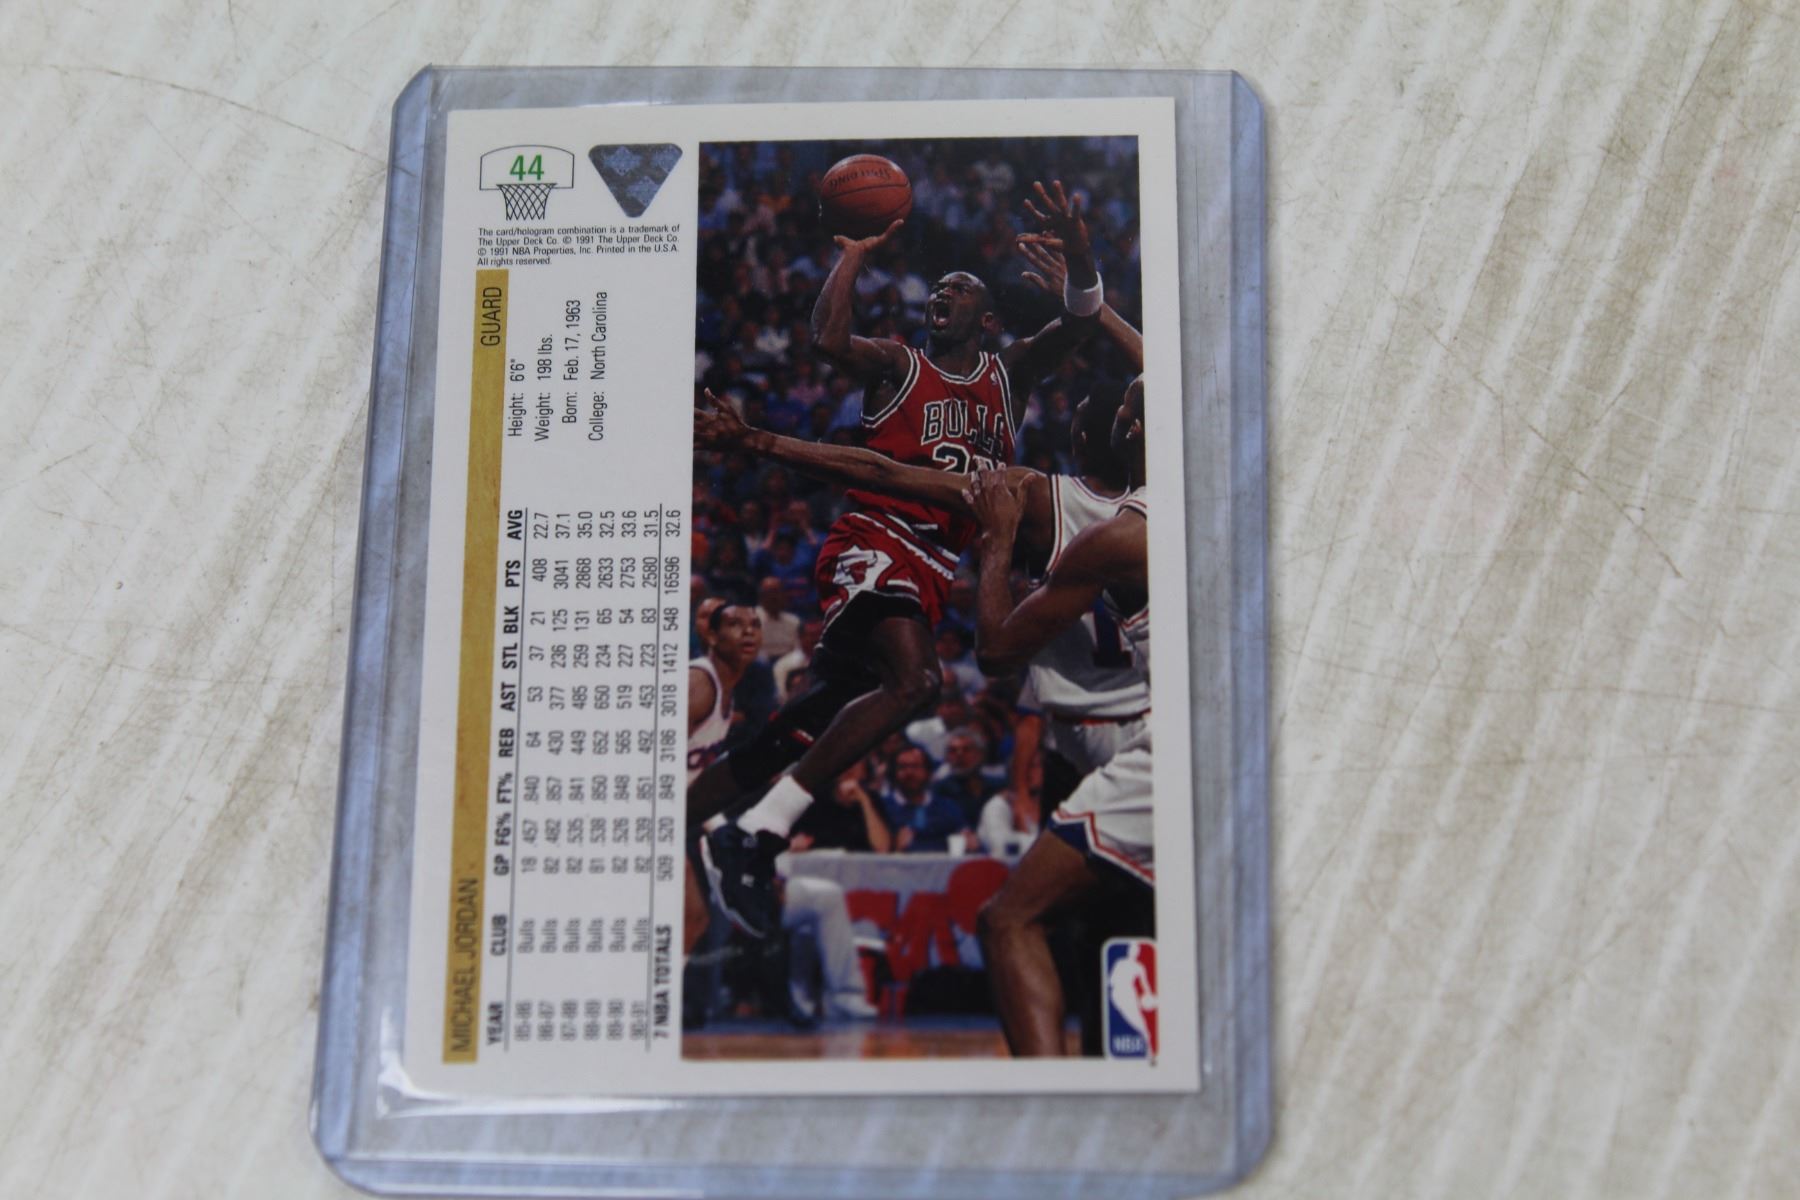 44
The card/hologram combination is a trademark of
The Upper Deck Co. © 1991 The Upper Deck Co.
© 1991 NBA Properties, Inc. Printed in the U.S.A.
All rights reserved.
MICHAEL JORDAN GUARD
Height: 6'6"
Weight: 198 lbs.
Born: Feb. 17, 1963
College: North Carolina
YEAR CLUB GP FG% FT% REB AST STL BLK PTS AVG
85-86 Bulls 18 .457 .840 64 53 37 21 408 22.7
86-87 Bulls 82 .482 .857 430 377 236 125 3041 37.1
87-88 Bulls 82 .535 .841 449 485 259 131 2868 35.0
88-89 Bulls 81 .538 .850 652 650 234 65 2633 32.5
89-90 Bulls 82 .526 .848 565 519 227 54 2753 33.6
90-91 Bulls 82 .539 .851 492 453 223 83 2580 31.5
7 NBA TOTALS 509 .520 .849 3186 3018 1412 548 16596 32.6
SPALDING
BULLS
NBA